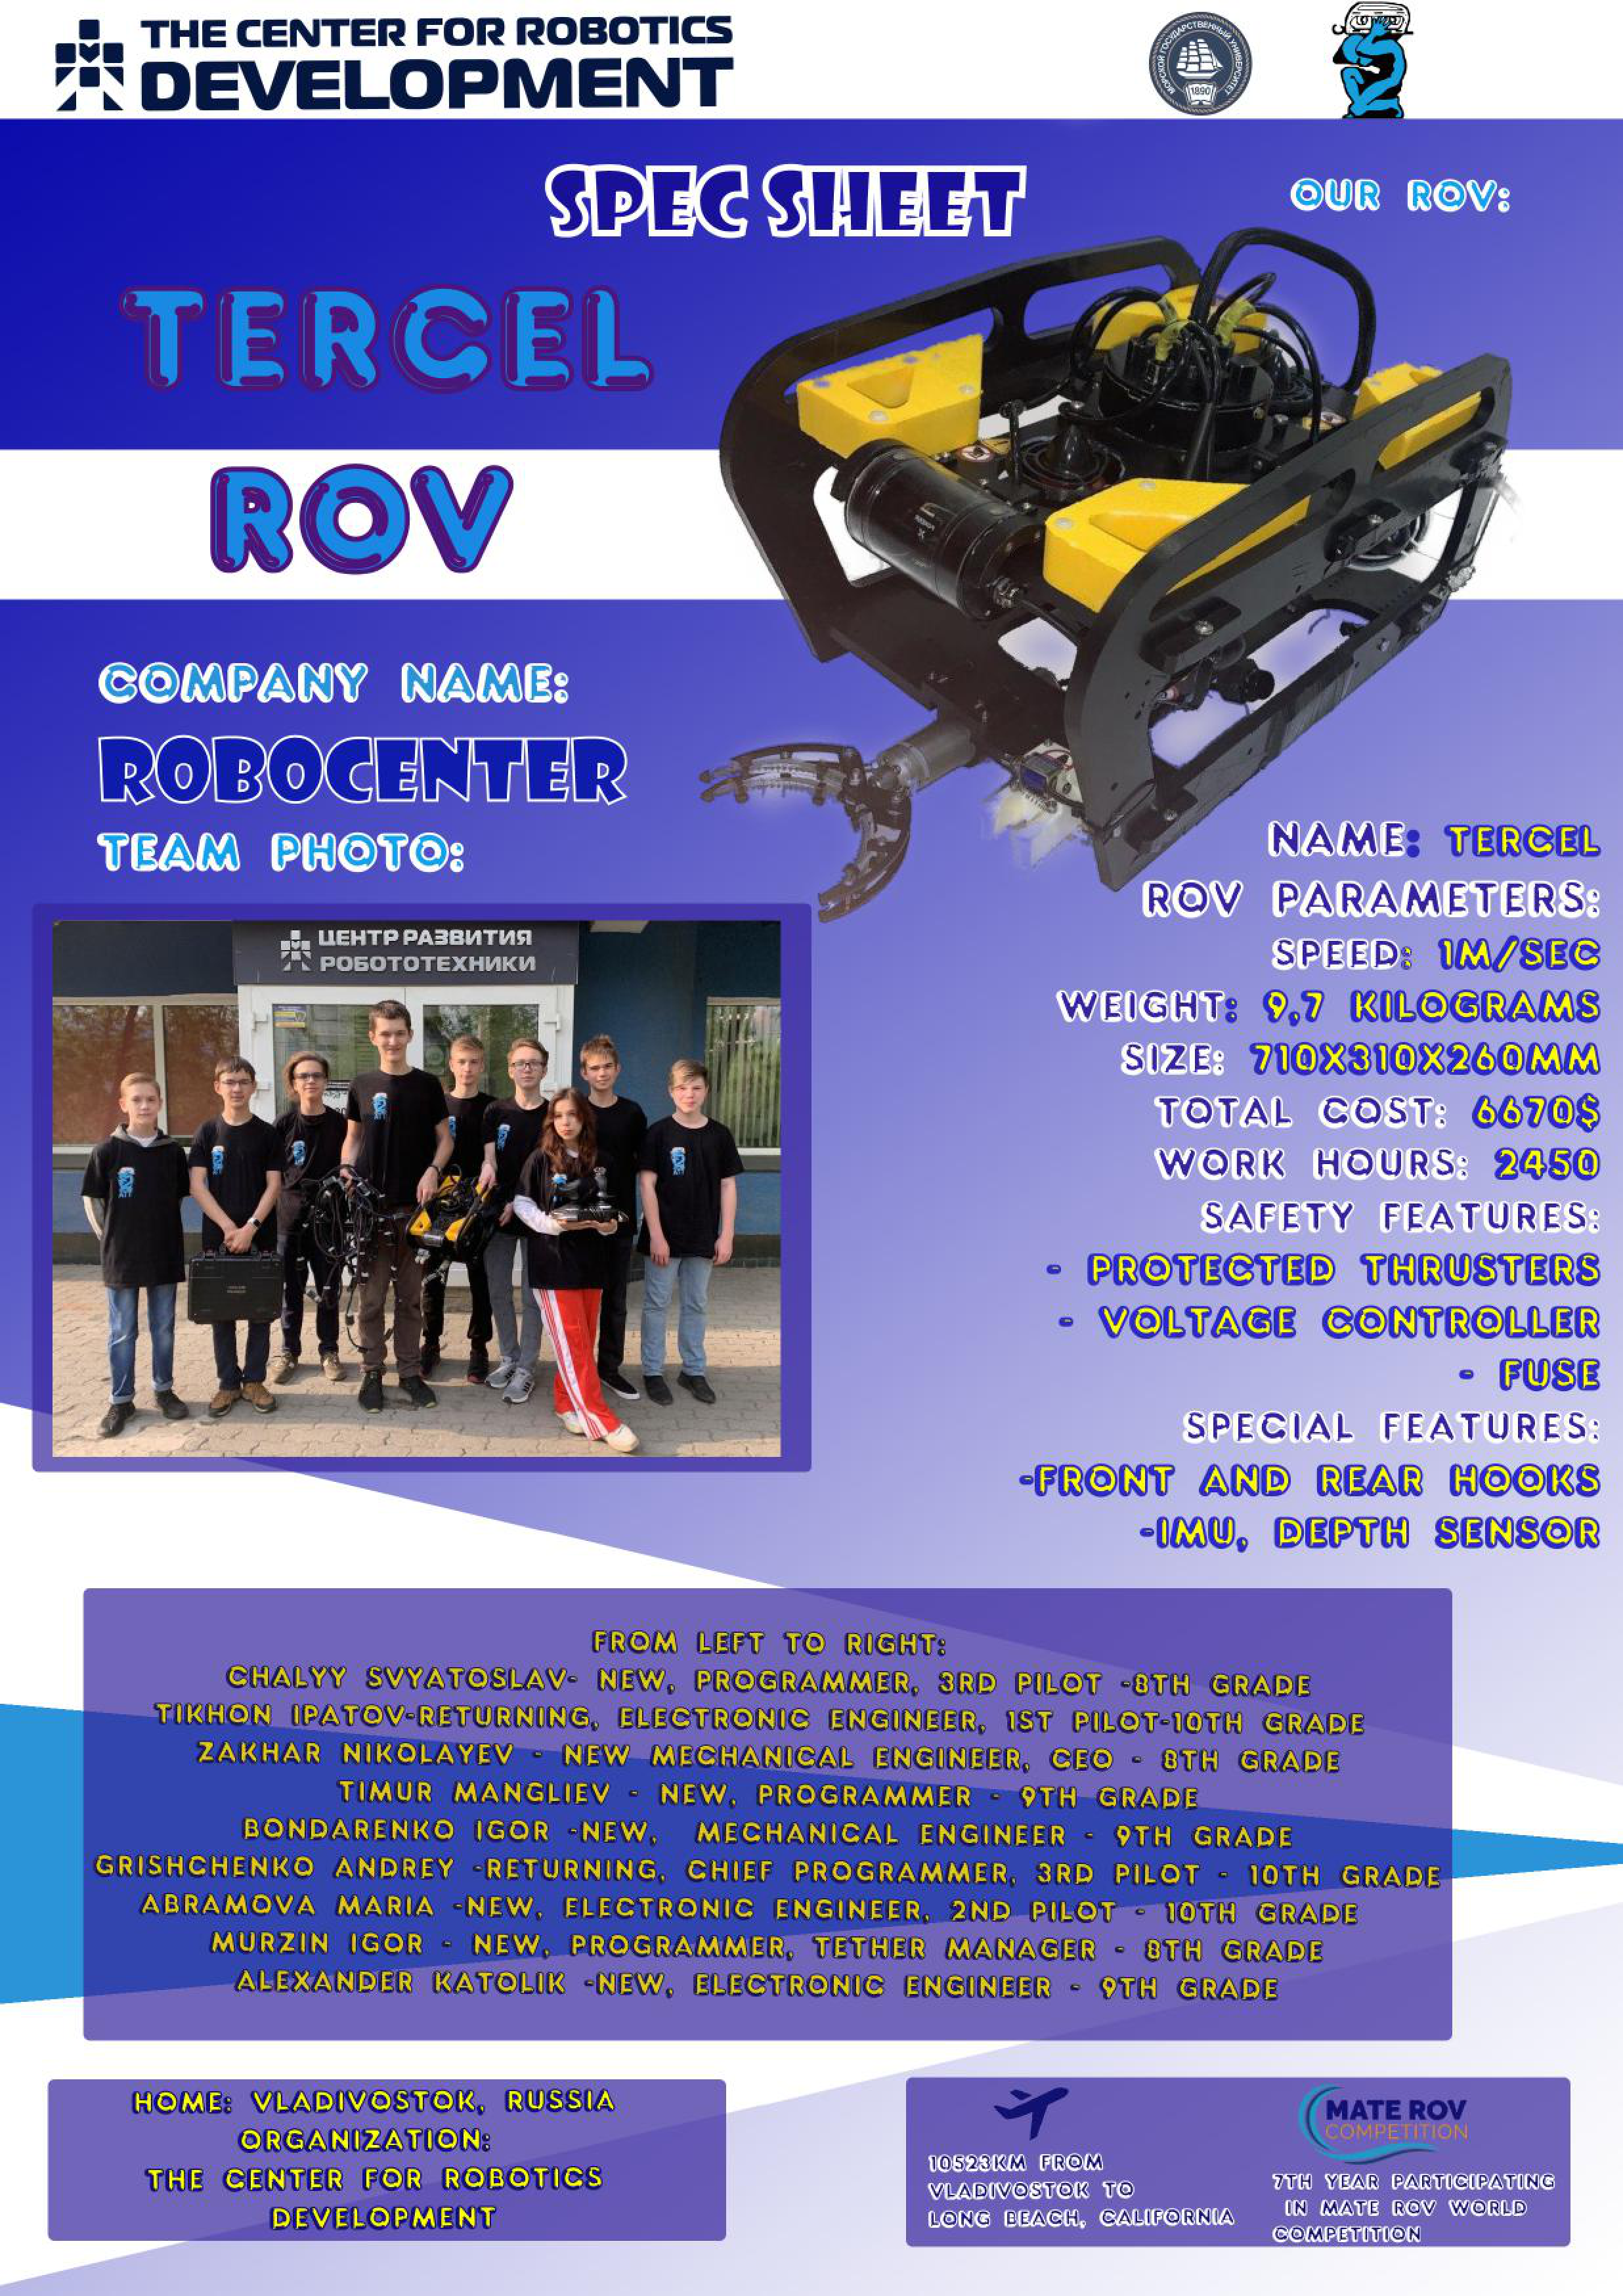 THE CENTER FOR ROBOTICS
DEVELOPMENT
МОРСКОЙ ГОСУДАРСТВЕННЫЙ УНИВЕРСИТЕТ
1890
SPEC SHEET
OUR ROV:
TERCEL
ROV
COMPANY NAME:
ROBOCENTER
TEAM PHOTO:
ЦЕНТР РАЗВИТИЯ
РОБОТОТЕХНИКИ
NAME: TERCEL
ROV PARAMETERS:
SPEED: 1M/SEC
WEIGHT: 9,7 KILOGRAMS
SIZE: 710X310X260MM
TOTAL COST: 6670$
WORK HOURS: 2450
SAFETY FEATURES:
- PROTECTED THRUSTERS
- VOLTAGE CONTROLLER
- FUSE
SPECIAL FEATURES:
-FRONT AND REAR HOOKS
-IMU, DEPTH SENSOR
FROM LEFT TO RIGHT:
CHALYY SVYATOSLAV- NEW, PROGRAMMER, 3RD PILOT -8TH GRADE
TIKHON IPATOV-RETURNING, ELECTRONIC ENGINEER, 1ST PILOT-10TH GRADE
ZAKHAR NIKOLAYEV - NEW MECHANICAL ENGINEER, CEO - 8TH GRADE
TIMUR MANGLIEV - NEW, PROGRAMMER - 9TH GRADE
BONDARENKO IGOR -NEW, MECHANICAL ENGINEER - 9TH GRADE
GRISHCHENKO ANDREY -RETURNING, CHIEF PROGRAMMER, 3RD PILOT - 10TH GRADE
ABRAMOVA MARIA -NEW, ELECTRONIC ENGINEER, 2ND PILOT - 10TH GRADE
MURZIN IGOR - NEW, PROGRAMMER, TETHER MANAGER - 8TH GRADE
ALEXANDER KATOLIK -NEW, ELECTRONIC ENGINEER - 9TH GRADE
HOME: VLADIVOSTOK, RUSSIA
ORGANIZATION:
THE CENTER FOR ROBOTICS
DEVELOPMENT
10523KM FROM
VLADIVOSTOK TO
LONG BEACH, CALIFORNIA
MATE ROV
COMPETITION
7TH YEAR PARTICIPATING
IN MATE ROV WORLD
COMPETITION